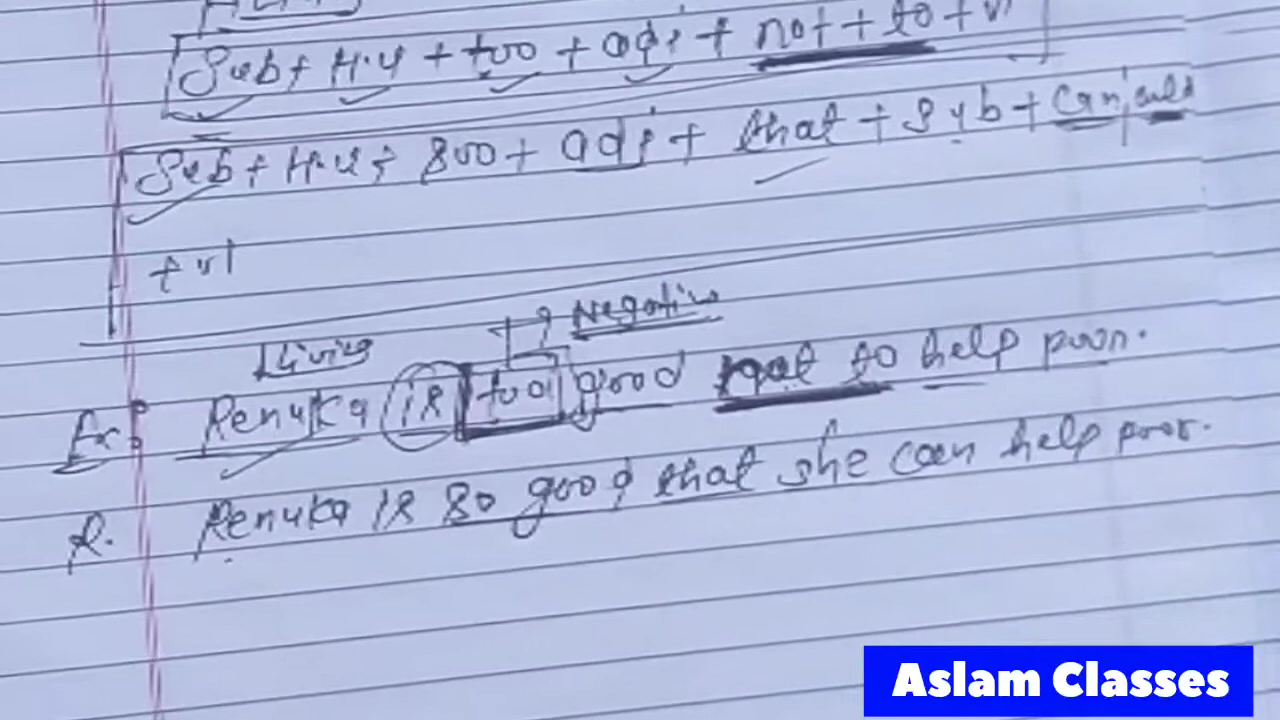 Sub + H.V + too + adj + not + to + v1
Sub + H.V + soo + adj + that + Sub + can/could
+ v1
Negative
Living
Ex: Renuka is too good not to help poor.
R. Renuka is so good that she can help poor.
Aslam Classes